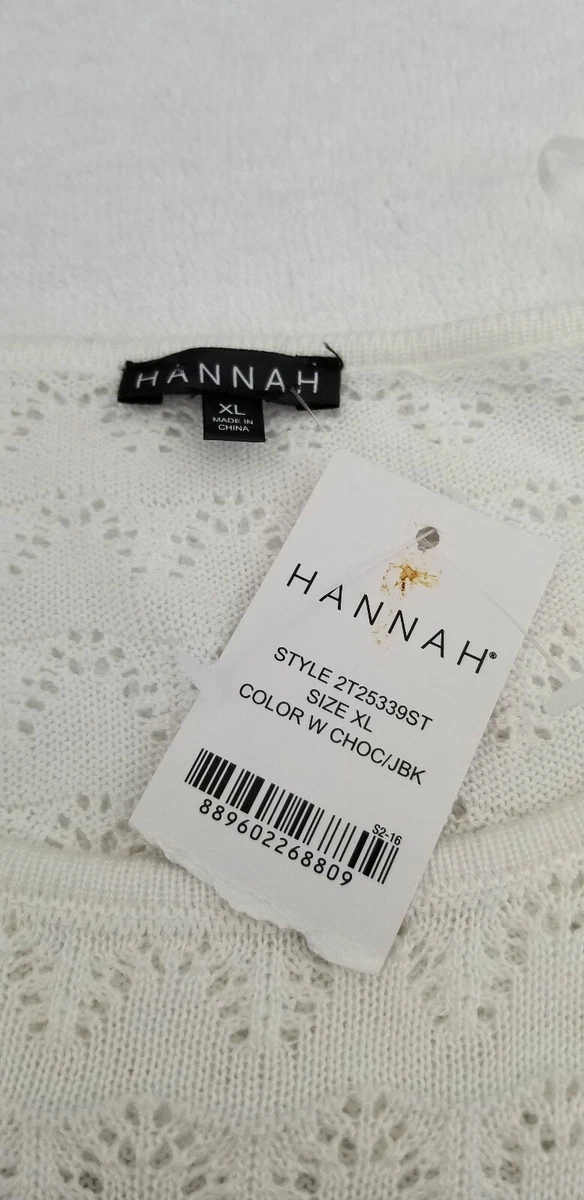 HANNAH
XL
MADE IN
CHINA
HANNAH®
STYLE 2T25339ST
SIZE XL
COLOR W CHOC/JBK
S2-16
889602268809